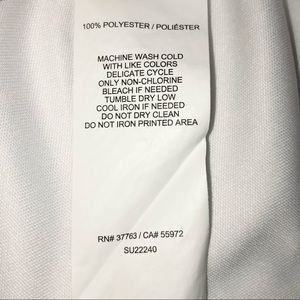 100% POLYESTER / POLIÉSTER
MACHINE WASH COLD
WITH LIKE COLORS
DELICATE CYCLE
ONLY NON-CHLORINE
BLEACH IF NEEDED
TUMBLE DRY LOW
COOL IRON IF NEEDED
DO NOT DRY CLEAN
DO NOT IRON PRINTED AREA
RN# 37763 / CA# 55972
SU22240